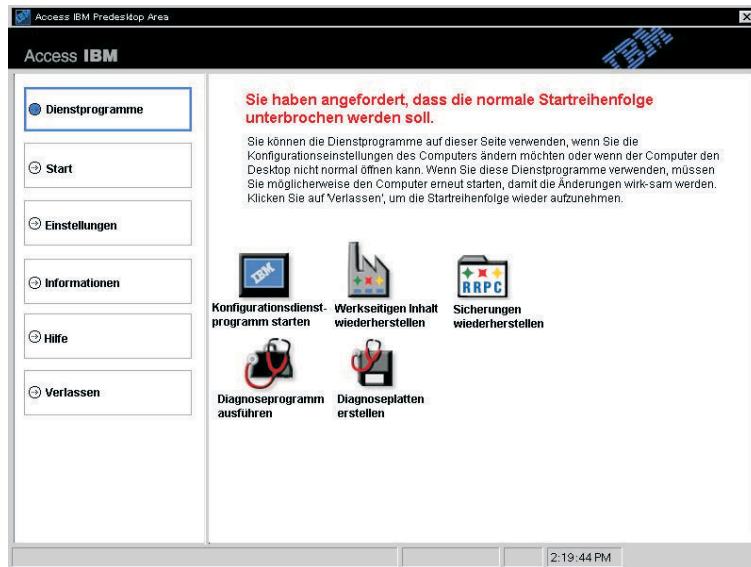 Access IBM Predesktop Area
Access IBM
IBM
Dienstprogramme
Start
Einstellungen
Informationen
Hilfe
Verlassen
Sie haben angefordert, dass die normale Startreihenfolge
unterbrochen werden soll.
Sie können die Dienstprogramme auf dieser Seite verwenden, wenn Sie die
Konfigurationseinstellungen des Computers ändern möchten oder wenn der Computer den
Desktop nicht normal öffnen kann. Wenn Sie diese Dienstprogramme verwenden, müssen
Sie möglicherweise den Computer erneut starten, damit die Änderungen wirk-sam werden.
Klicken Sie auf 'Verlassen', um die Startreihenfolge wieder aufzunehmen.
IBM
Konfigurationsdienst-
programm starten
Werkseitigen Inhalt
wiederherstellen
RRPC
Sicherungen
wiederherstellen
Diagnoseprogramm
ausführen
Diagnoseplatten
erstellen
2:19:44 PM